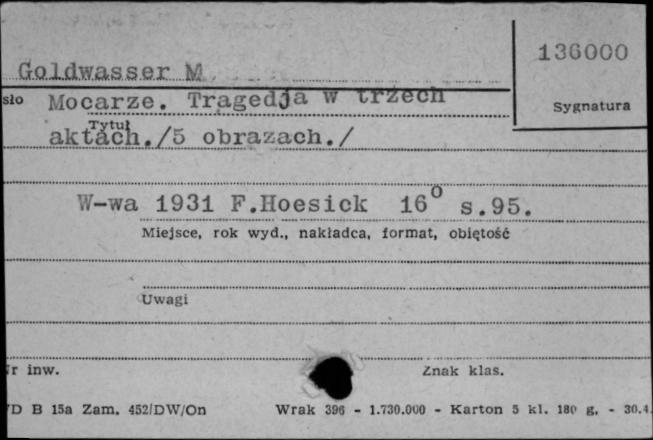 Goldwasser M
136000
sło Mocarze. Tragedja w trzech
Sygnatura
Tytuł
aktach./5 obrazach./
W-wa 1931 F.Hoesick 16° s.95.
Miejsce, rok wyd., nakładca, format, objętość
Uwagi
r inw.
Znak klas.
D B 15a Zam. 452/DW/On Wrak 396 - 1.730.000 - Karton 5 kl. 180 g. - 30.4